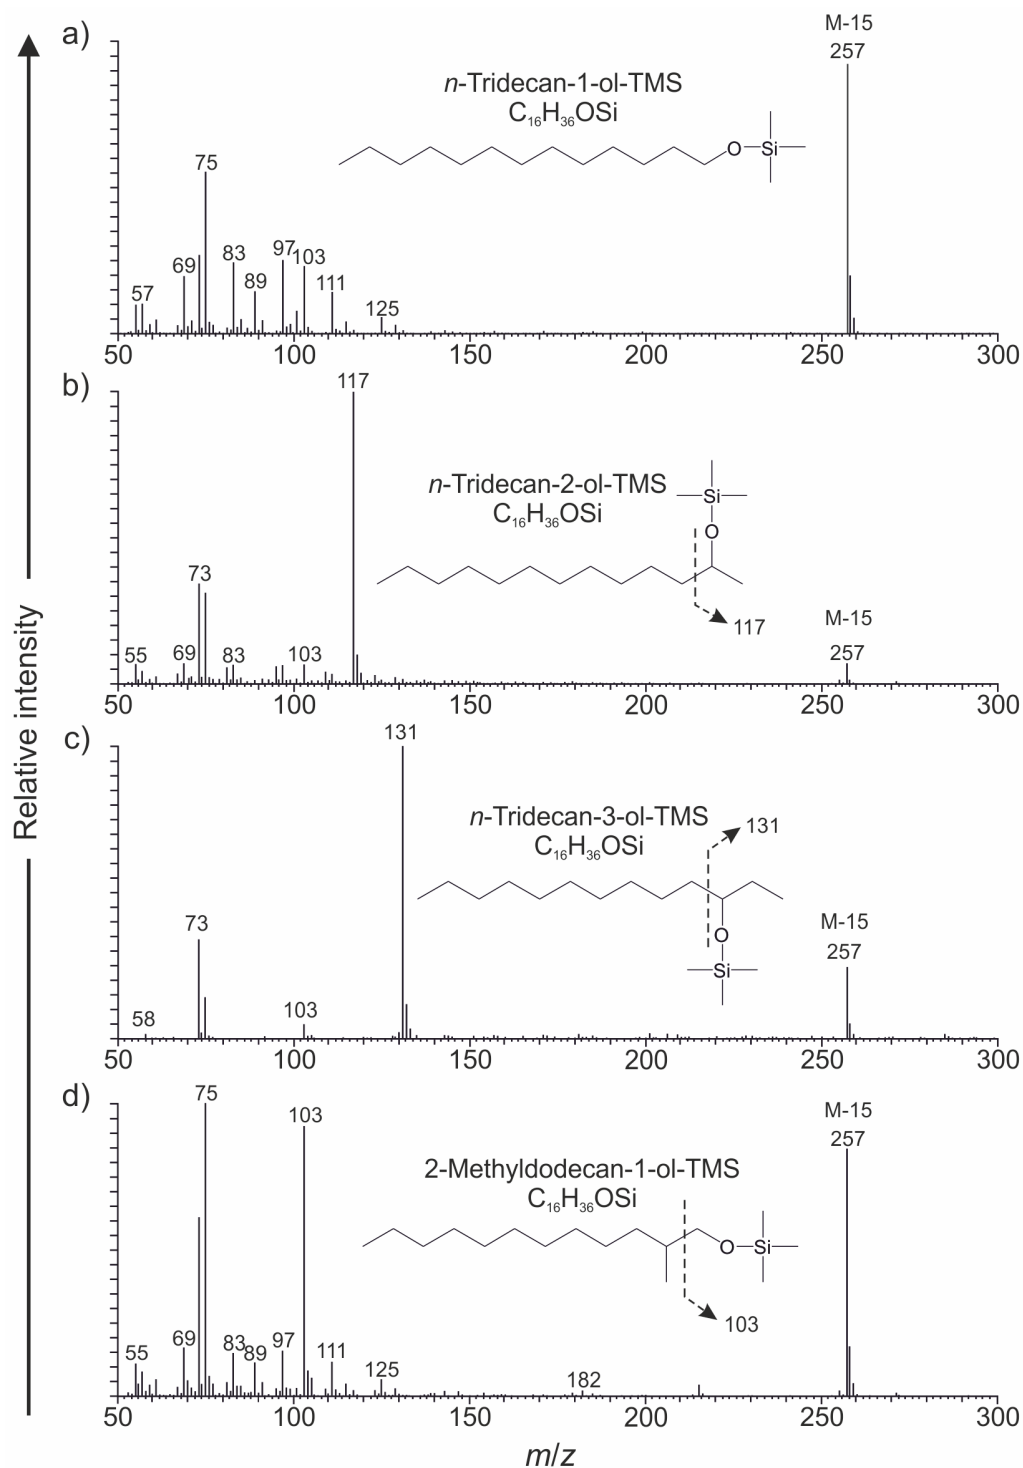 Relative intensity
a)
M-15
257
n-Tridecan-1-ol-TMS
C₁₆H₃₆OSi
O Si
75
57
69
83
89
97
103
111
125
50 100 150 200 250 300
b)
117
n-Tridecan-2-ol-TMS
C₁₆H₃₆OSi
Si
O
117
M-15
257
73
55
69
83
103
50 100 150 200 250 300
c)
131
n-Tridecan-3-ol-TMS
C₁₆H₃₆OSi
131
O
Si
M-15
257
73
58
103
50 100 150 200 250 300
d)
75
103
M-15
257
2-Methyldodecan-1-ol-TMS
C₁₆H₃₆OSi
O Si
103
55
69
83
89
97
111
125
182
50 100 150 200 250 300
m/z